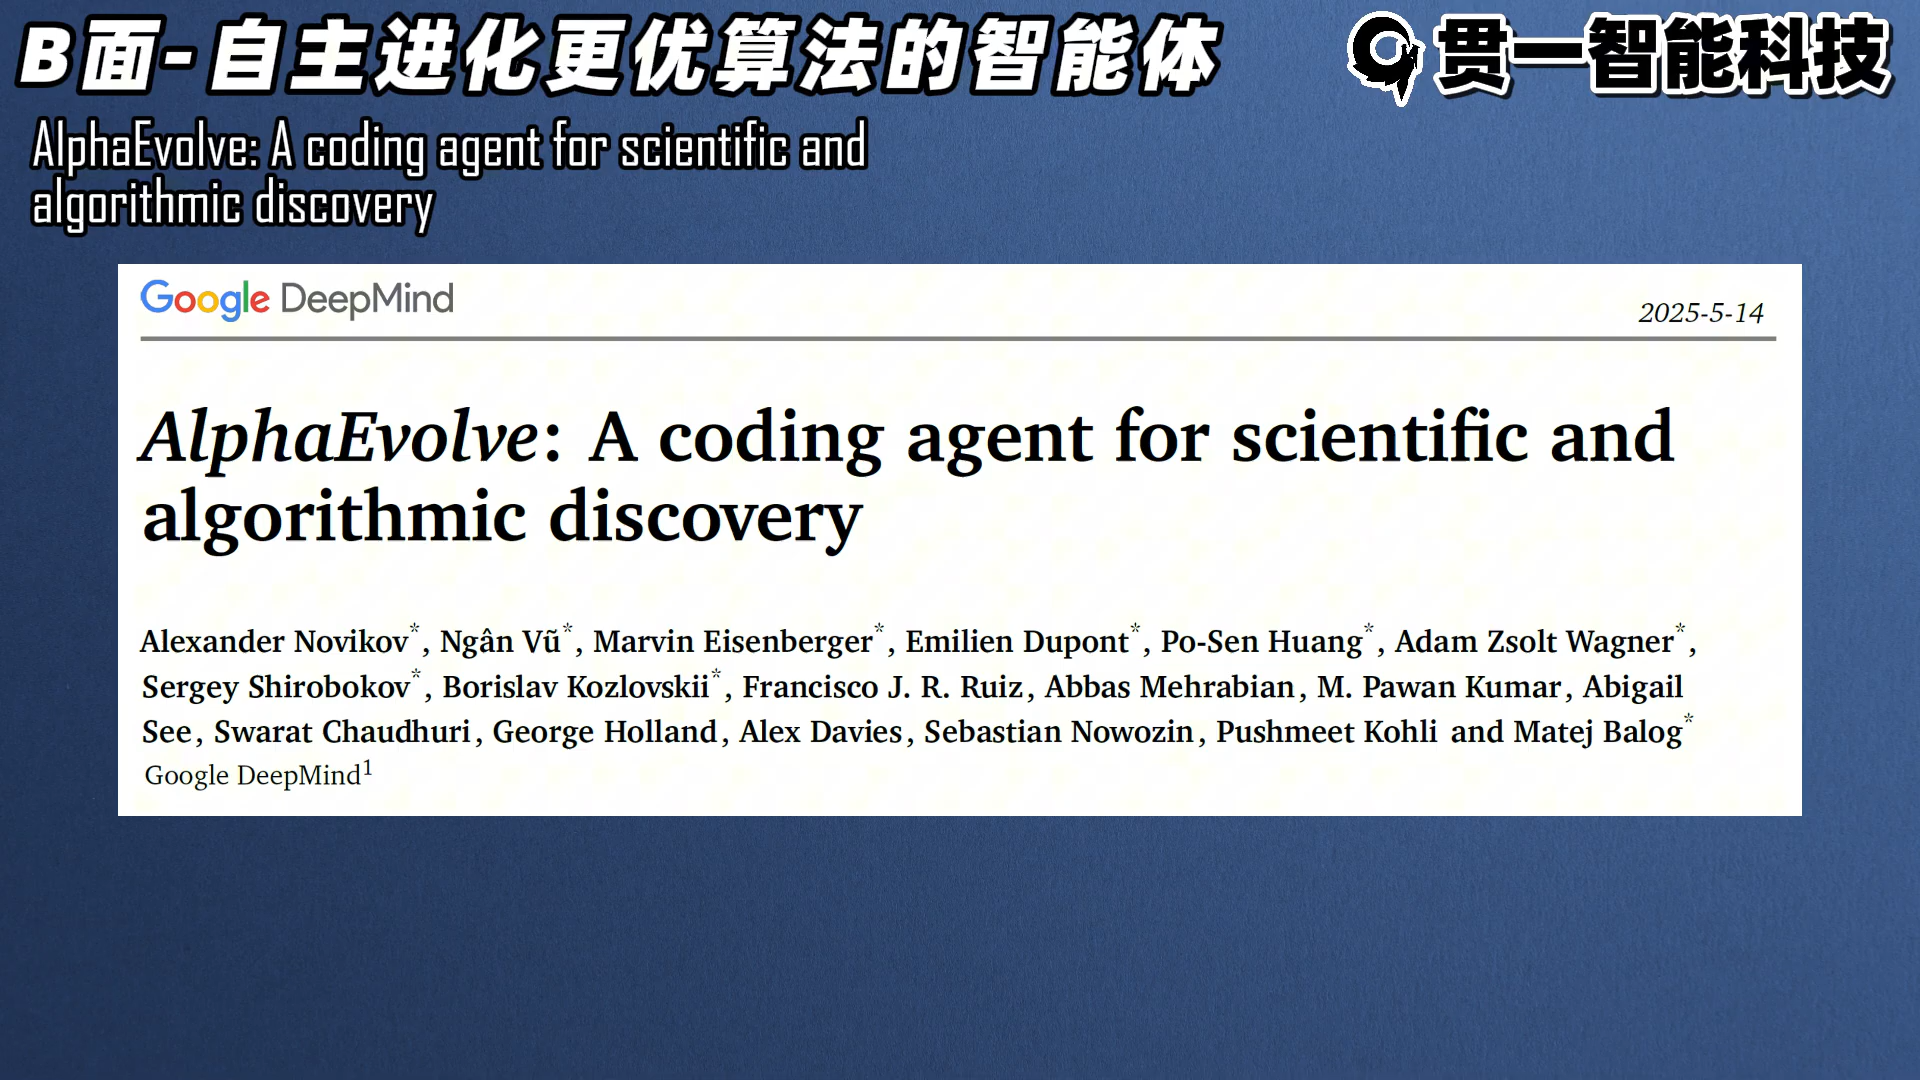 B面-自主进化更优算法的智能体
贯一智能科技
AlphaEvolve: A coding agent for scientific and
algorithmic discovery
Google DeepMind
2025-5-14
AlphaEvolve: A coding agent for scientific and
algorithmic discovery
Alexander Novikov*, Ngân Vũ*, Marvin Eisenberger*, Emilien Dupont*, Po-Sen Huang*, Adam Zsolt Wagner*,
Sergey Shirobokov*, Borislav Kozlovskii*, Francisco J. R. Ruiz, Abbas Mehrabian, M. Pawan Kumar, Abigail
See, Swarat Chaudhuri, George Holland, Alex Davies, Sebastian Nowozin, Pushmeet Kohli and Matej Balog*
Google DeepMind¹